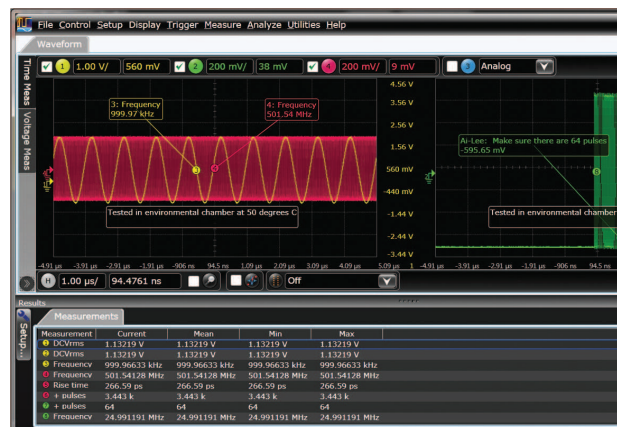 File Control Setup Display Trigger Measure Analyze Utilities Help
Waveform
1 1.00 V/ 560 mV 2 200 mV/ 38 mV 4 200 mV/ 9 mV 3 Analog
Time Meas
Voltage Meas
4.56 V
3.56 V
2.56 V
1.56 V
560 mV
-440 mV
-1.44 V
-2.44 V
-3.44 V
3: Frequency
999.97 kHz
4: Frequency
501.54 MHz
3
Tested in environmental chamber at 50 degrees C
Ai-Lee: Make sure there are 64 pulses
-595.65 mV
8
Tested in environmental chamber
-4.91 µs -3.91 µs -2.91 µs -1.91 µs -906 ns 94.5 ns 1.09 µs 2.09 µs 3.09 µs 4.09 µs 5.09 µs 1 -4.91 µs -3.91 µs -2.91 µs -1.91 µs -906 ns 94.5 ns
H 1.00 µs/ 94.4761 ns Off
Results
Measurements
Setup...
Measurement Current Mean Min Max
DCVrms 1.13219 V 1.13219 V 1.13219 V 1.13219 V
DCVrms 1.13219 V 1.13219 V 1.13219 V 1.13219 V
Frequency 999.96633 kHz 999.96633 kHz 999.96633 kHz 999.96633 kHz
Frequency 501.54128 MHz 501.54128 MHz 501.54128 MHz 501.54128 MHz
Rise time 266.59 ps 266.59 ps 266.59 ps 266.59 ps
+ pulses 3.443 k 3.443 k 3.443 k 3.443 k
+ pulses 64 64 64 64
Frequency 24.991191 MHz 24.991191 MHz 24.991191 MHz 24.991191 MHz